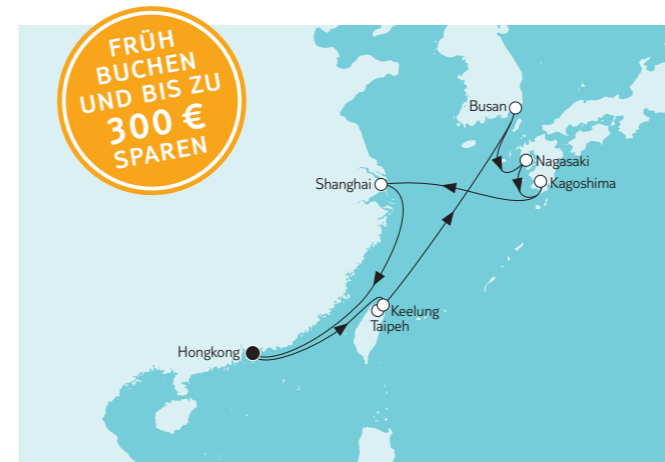 FRÜH
BUCHEN
UND BIS ZU
300 €
SPAREN
Busan
Nagasaki
Shanghai
Kagoshima
Keelung
Taipeh
Hongkong